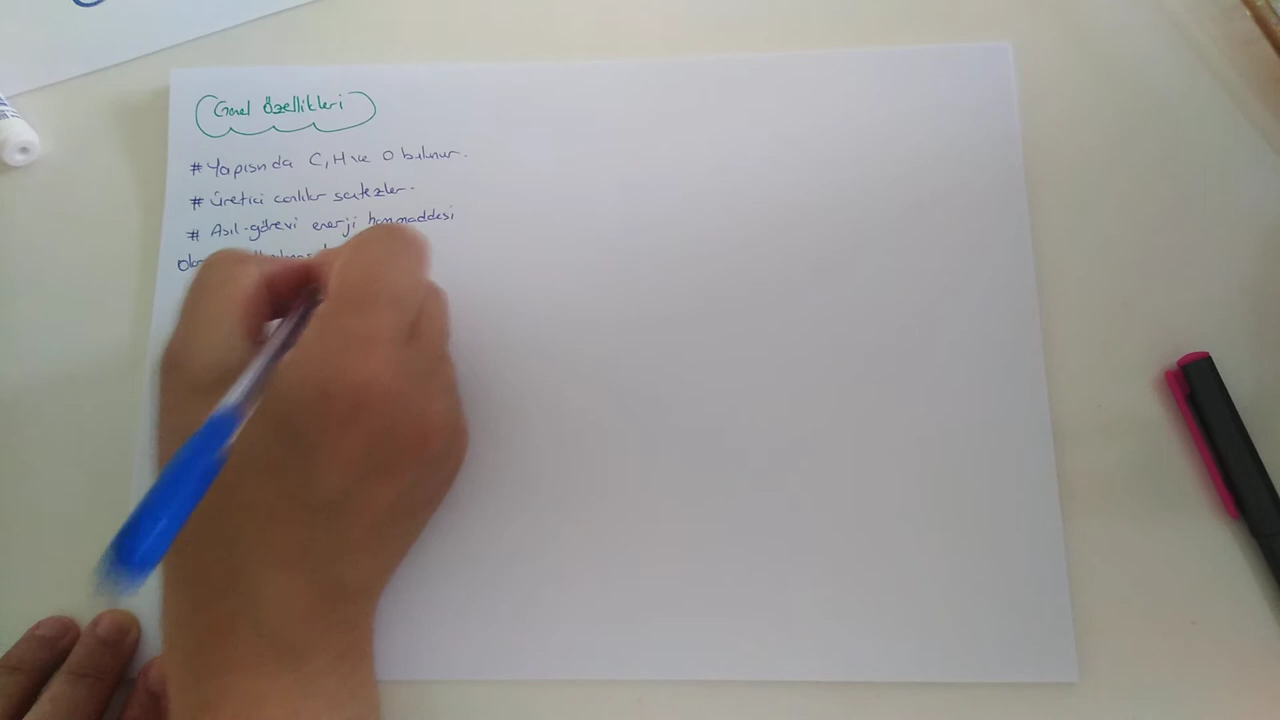 Genel Özellikleri
# Yapısında C, H ve O bulunur.
# Üretici canlılar sentezler.
# Asıl-görevi enerji hammaddesi